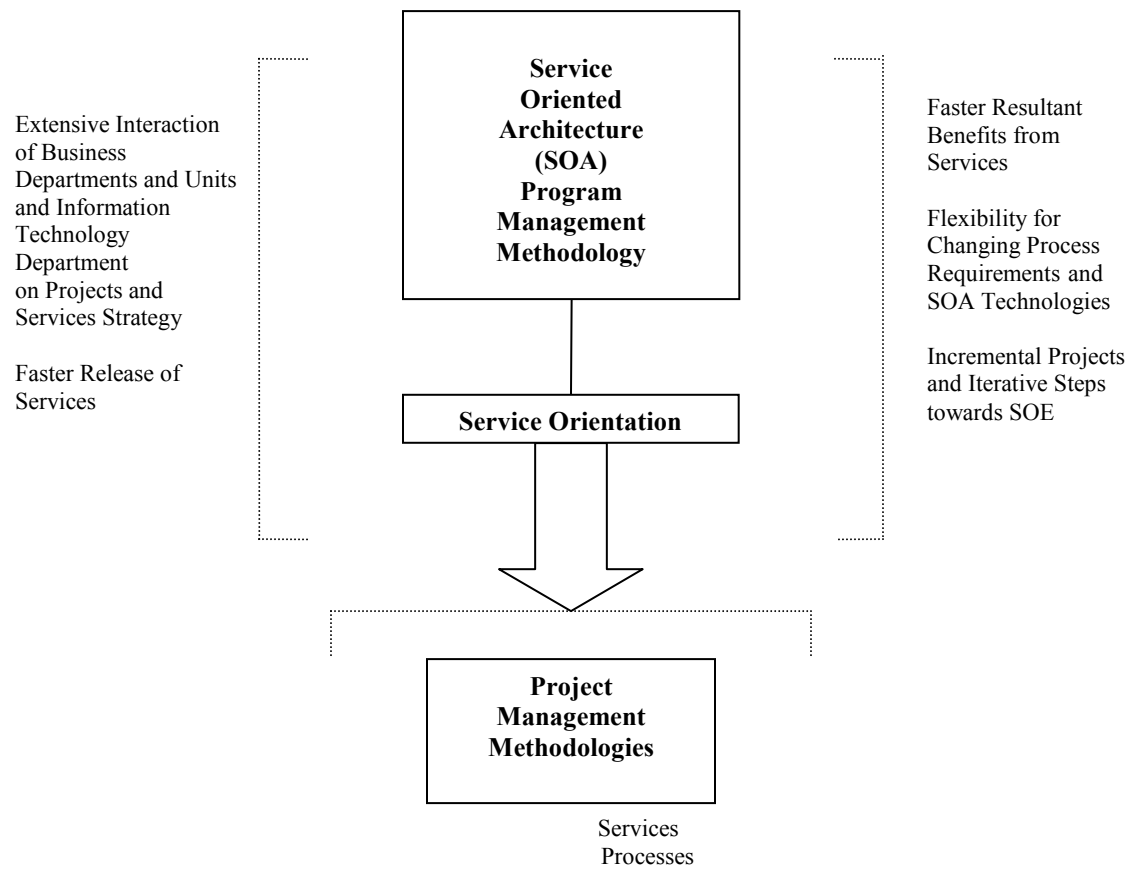 Service
Oriented
Architecture
(SOA)
Program
Management
Methodology
Extensive Interaction
of Business
Departments and Units
and Information
Technology
Department
on Projects and
Services Strategy
Faster Release of
Services
Faster Resultant
Benefits from
Services
Flexibility for
Changing Process
Requirements and
SOA Technologies
Incremental Projects
and Iterative Steps
towards SOE
Service Orientation
Project
Management
Methodologies
Services
Processes